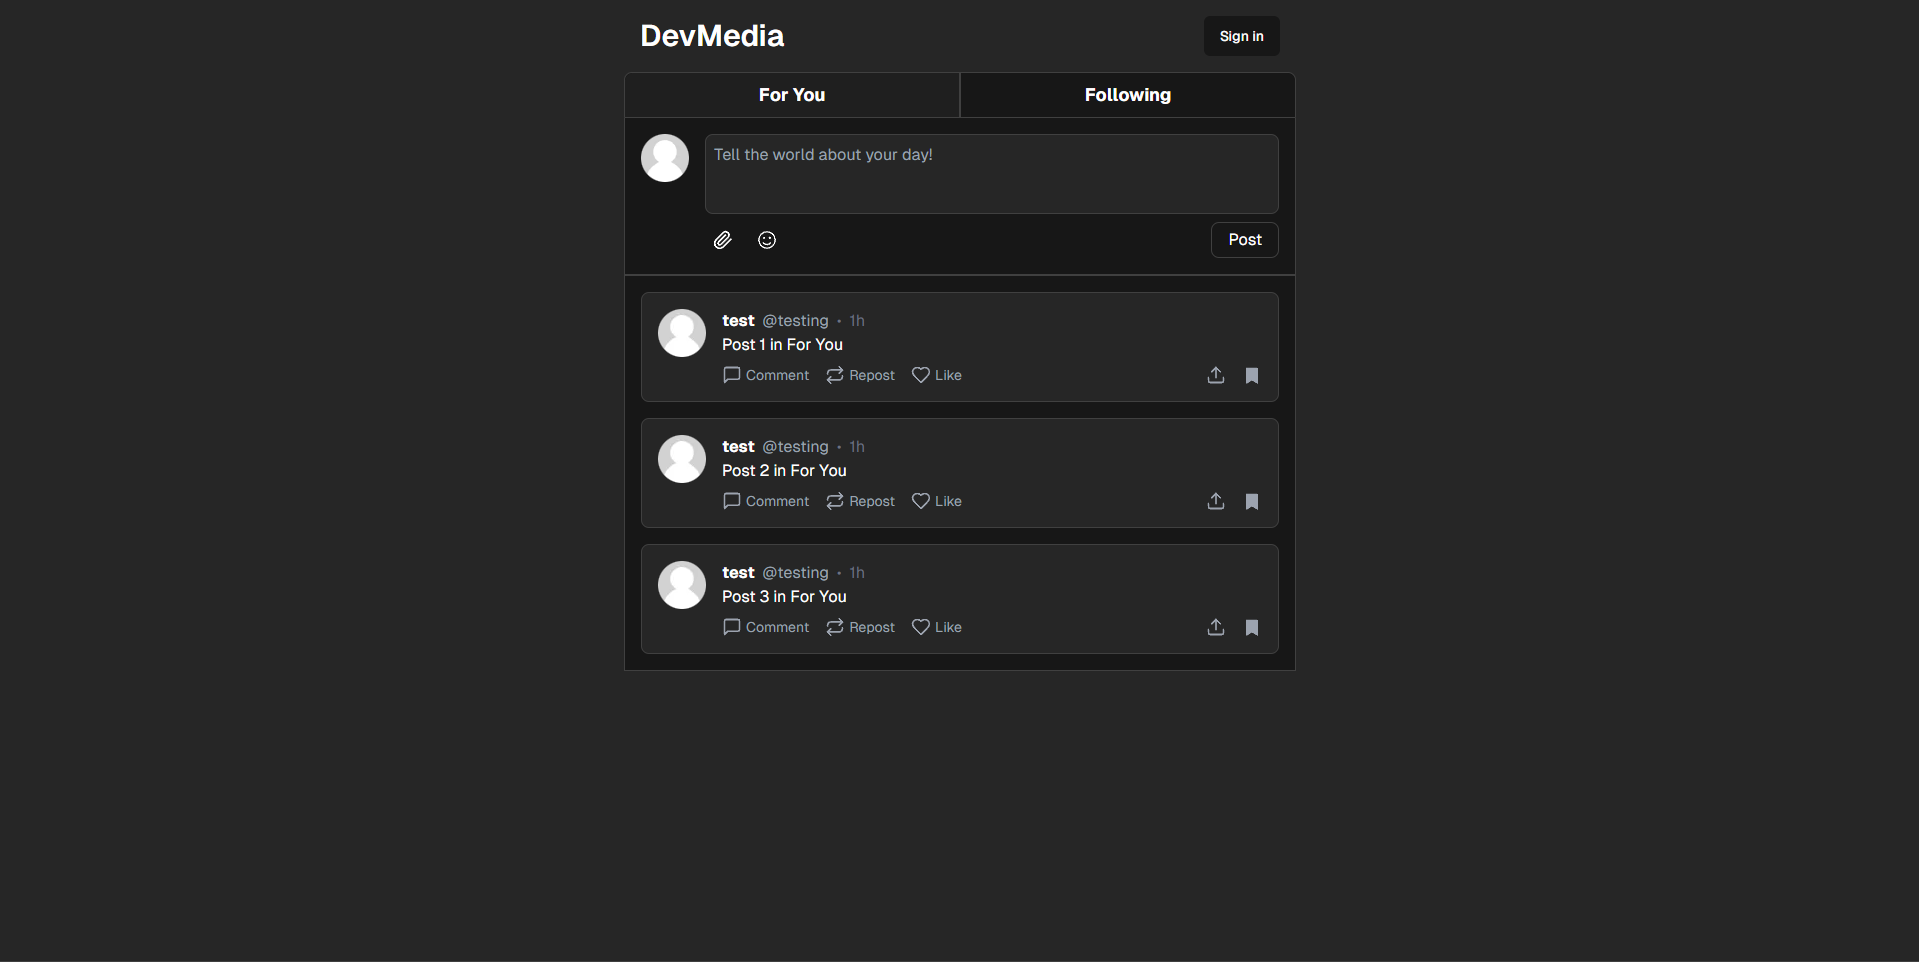 DevMedia
Sign in
For You
Following
Tell the world about your day!
Post
test @testing • 1h
Post 1 in For You
Comment Repost Like
test @testing • 1h
Post 2 in For You
Comment Repost Like
test @testing • 1h
Post 3 in For You
Comment Repost Like